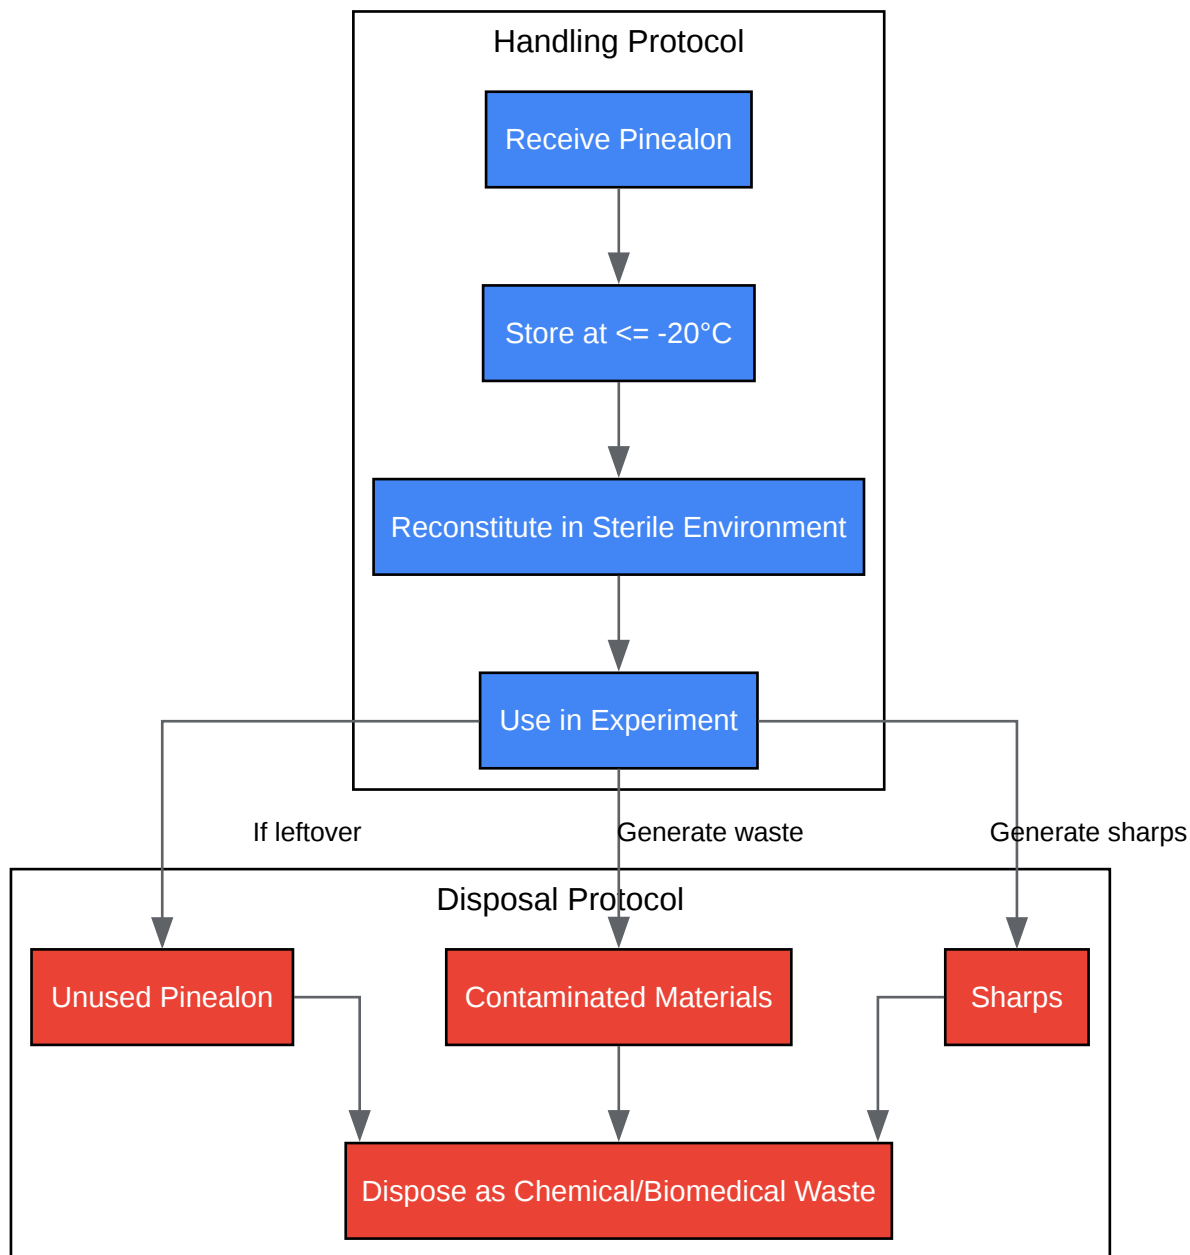 Handling Protocol
Receive Pinealon
Store at <= -20°C
Reconstitute in Sterile Environment
Use in Experiment
If leftover
Generate waste
Generate sharps
Disposal Protocol
Unused Pinealon
Contaminated Materials
Sharps
Dispose as Chemical/Biomedical Waste